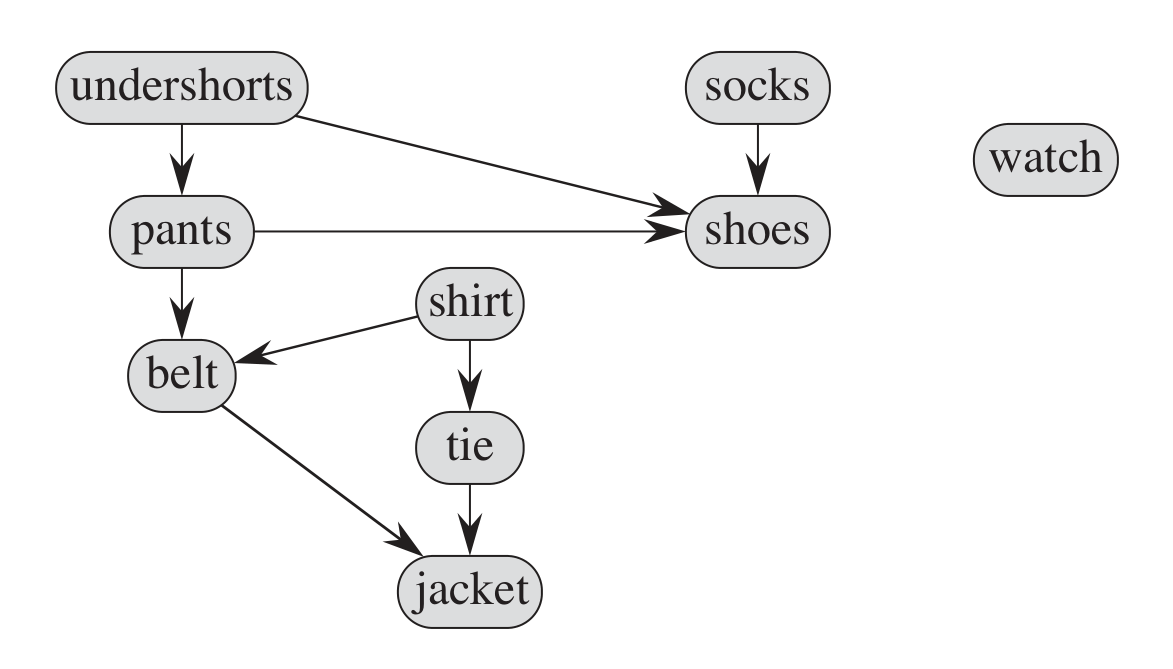 undershorts
socks
watch
pants
shoes
shirt
belt
tie
jacket